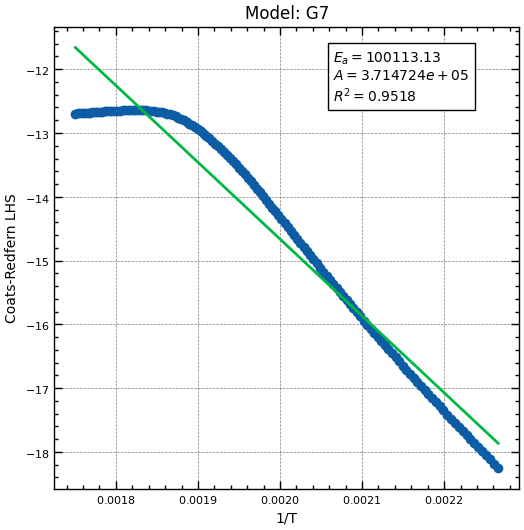 Model: G7
E_a = 100113.13
A = 3.714724e + 05
R^2 = 0.9518
Coats-Redfern LHS
−12
−13
−14
−15
−16
−17
−18
0.0018 0.0019 0.0020 0.0021 0.0022
1/T